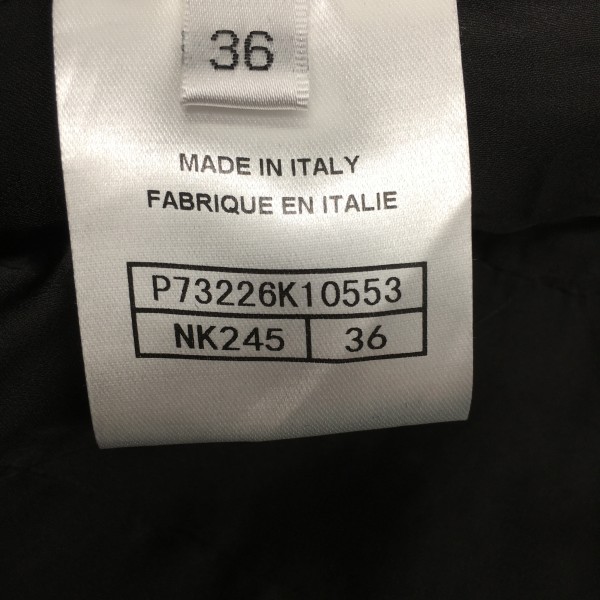 36
MADE IN ITALY
FABRIQUE EN ITALIE
P73226K10553
NK245 36